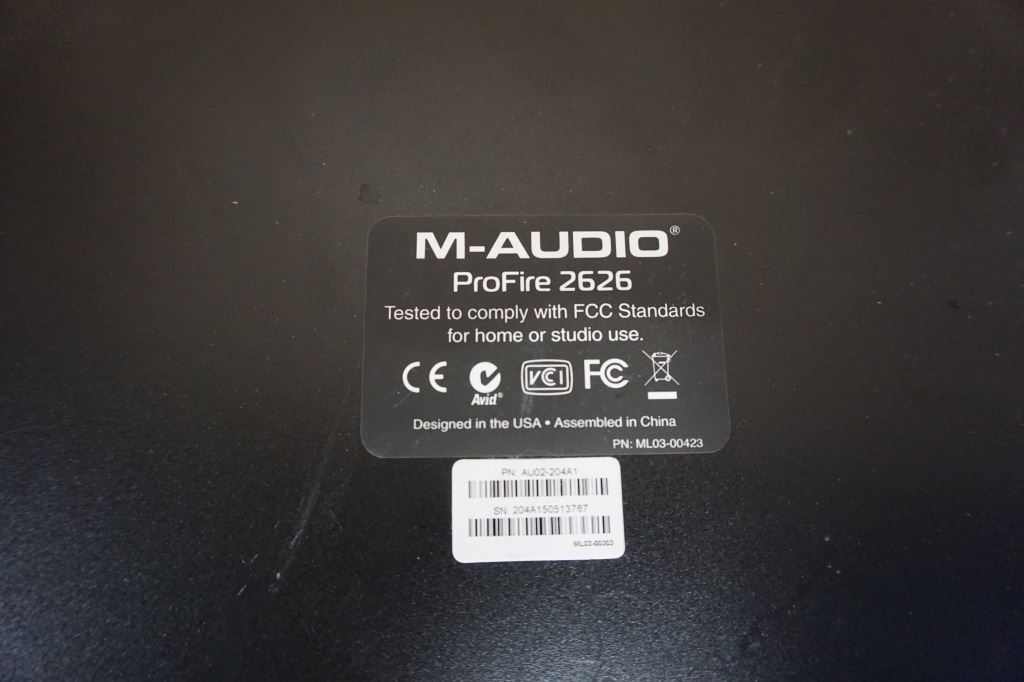 M-AUDIO®
ProFire 2626
Tested to comply with FCC Standards
for home or studio use.
CE Avid® VCI FC
Designed in the USA • Assembled in China
PN: ML03-00423
PN: AU02-204A1
SN: 204A150513767